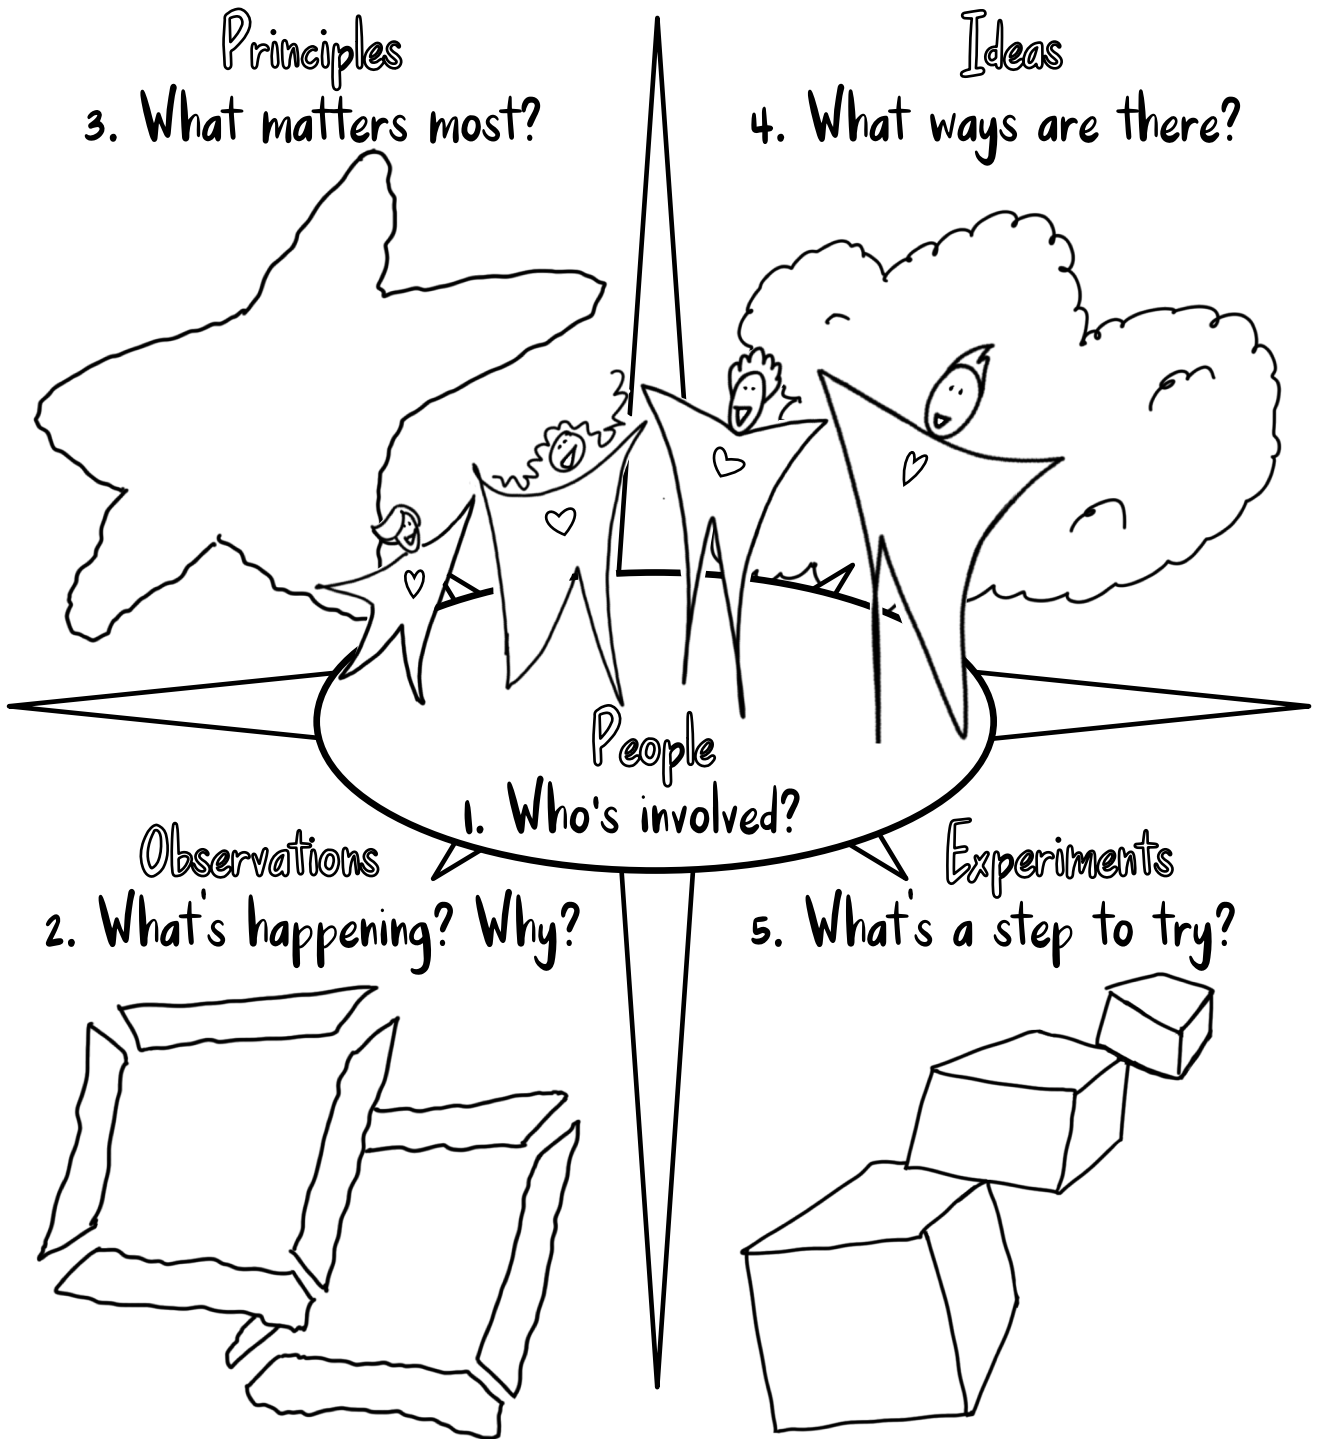 Principles
3. What matters most?
Ideas
4. What ways are there?
People
1. Who's involved?
Observations
2. What's happening? Why?
Experiments
5. What's a step to try?